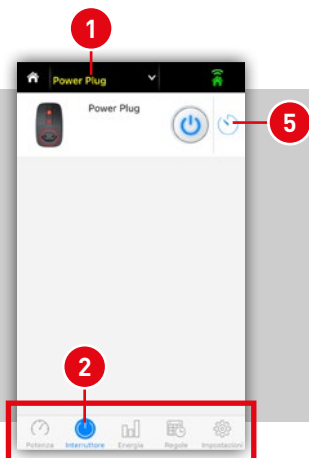 1
Power Plug
Power Plug
5
2
Potenza Interruttore Energia Regole Impostazioni